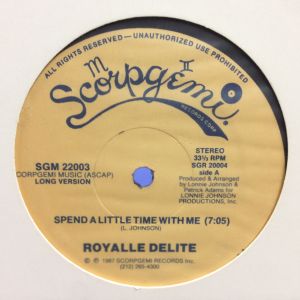 ALL RIGHTS RESERVED — UNAUTHORIZED USE PROHIBITED
Scorpgemi
RECORDS CORP.
SGM 22003
CORPGEMI MUSIC (ASCAP)
LONG VERSION
STEREO
33⅓ RPM
SGR 20004
side A
Produced & Arranged
by Lonnie Johnson &
Patrick Adams for
LONNIE JOHNSON
PRODUCTIONS, Inc.
SPEND A LITTLE TIME WITH ME (7:05)
(L. JOHNSON)
ROYALLE DELITE
© ℗ 1987 SCORPGEMI RECORDS INC.
(212) 265-4300